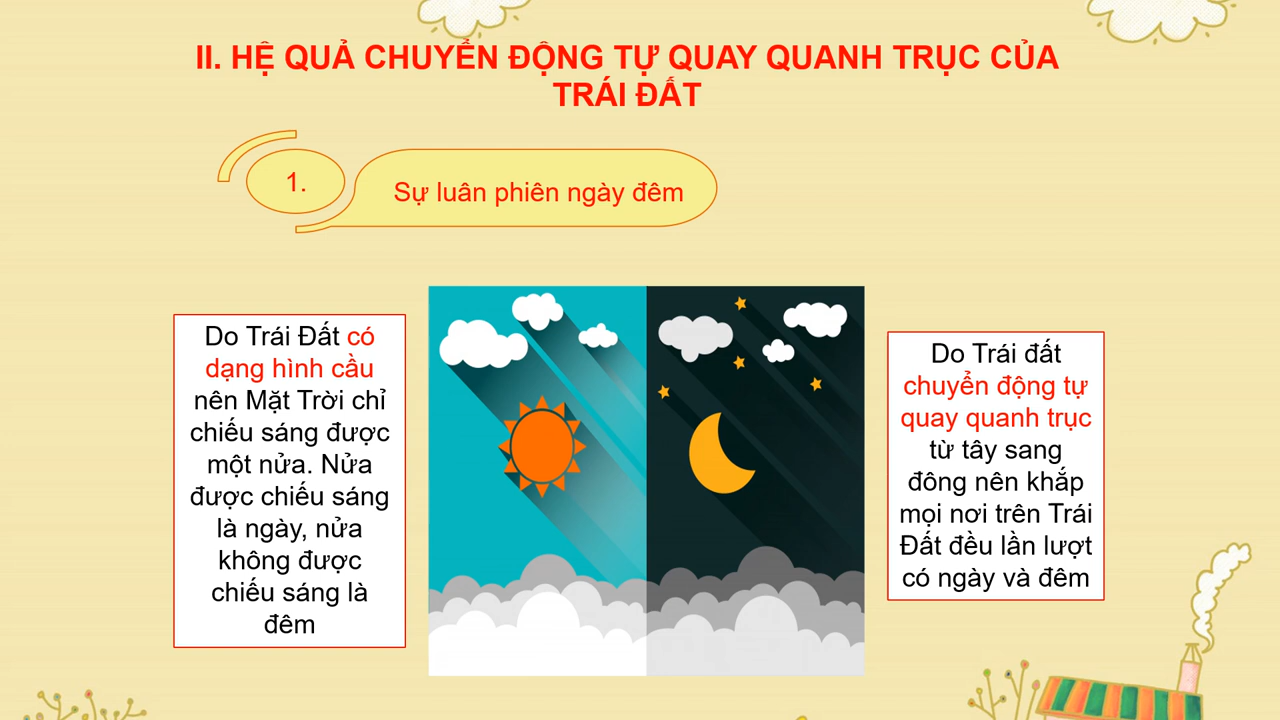 II. HỆ QUẢ CHUYỂN ĐỘNG TỰ QUAY QUANH TRỤC CỦA
TRÁI ĐẤT
1.
Sự luân phiên ngày đêm
Do Trái Đất có
dạng hình cầu
nên Mặt Trời chỉ
chiếu sáng được
một nửa. Nửa
được chiếu sáng
là ngày, nửa
không được
chiếu sáng là
đêm
Do Trái đất
chuyển động tự
quay quanh trục
từ tây sang
đông nên khắp
mọi nơi trên Trái
Đất đều lần lượt
có ngày và đêm